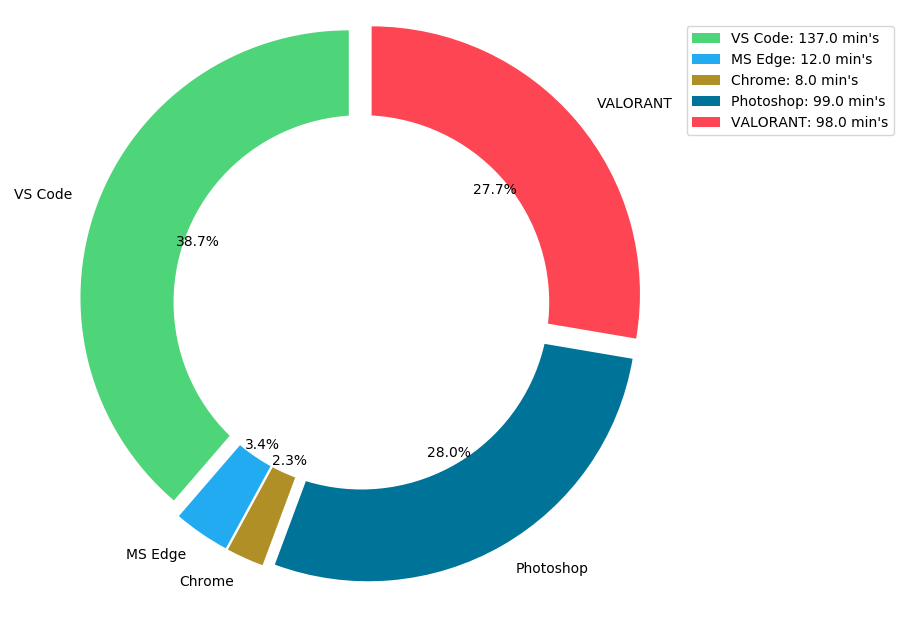 VALORANT
VS Code: 137.0 min's
MS Edge: 12.0 min's
Chrome: 8.0 min's
Photoshop: 99.0 min's
VALORANT: 98.0 min's
27.7%
VS Code
38.7%
3.4%
28.0%
2.3%
MS Edge
Photoshop
Chrome